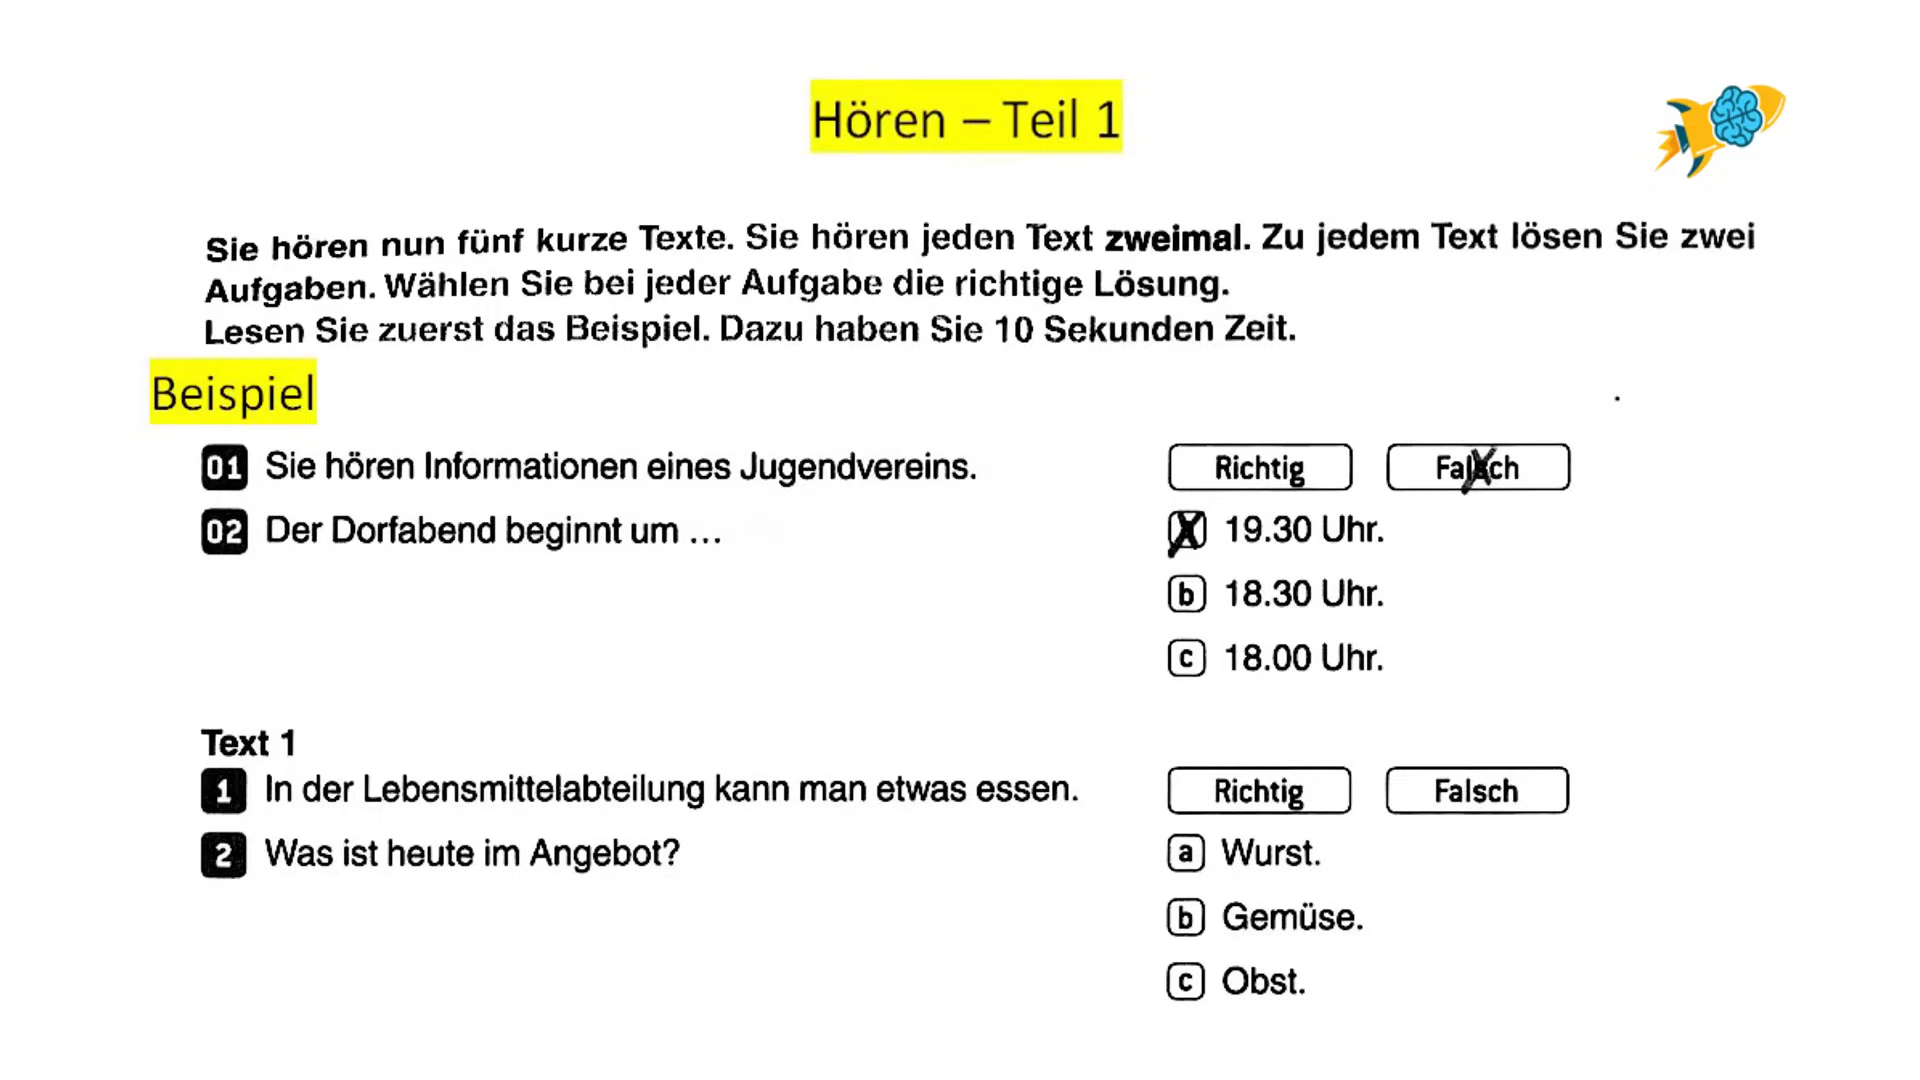 Hören – Teil 1
Sie hören nun fünf kurze Texte. Sie hören jeden Text zweimal. Zu jedem Text lösen Sie zwei
Aufgaben. Wählen Sie bei jeder Aufgabe die richtige Lösung.
Lesen Sie zuerst das Beispiel. Dazu haben Sie 10 Sekunden Zeit.
Beispiel
01 Sie hören Informationen eines Jugendvereins. Richtig Falsch
02 Der Dorfabend beginnt um ... X 19.30 Uhr.
b 18.30 Uhr.
c 18.00 Uhr.
Text 1
1 In der Lebensmittelabteilung kann man etwas essen. Richtig Falsch
2 Was ist heute im Angebot? a Wurst.
b Gemüse.
c Obst.